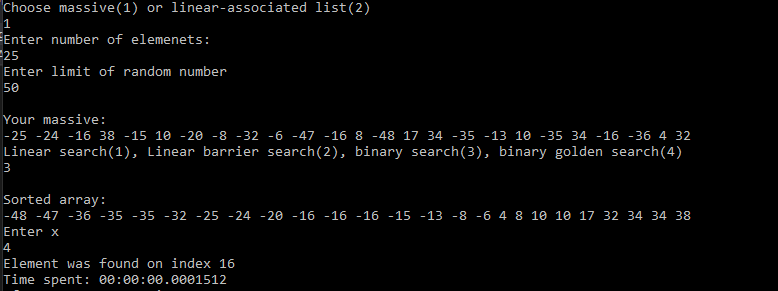 Choose massive(1) or linear-associated list(2)
1
Enter number of elemenets:
25
Enter limit of random number
50
Your massive:
-25 -24 -16 38 -15 10 -20 -8 -32 -6 -47 -16 8 -48 17 34 -35 -13 10 -35 34 -16 -36 4 32
Linear search(1), Linear barrier search(2), binary search(3), binary golden search(4)
3
Sorted array:
-48 -47 -36 -35 -35 -32 -25 -24 -20 -16 -16 -16 -15 -13 -8 -6 4 8 10 10 17 32 34 34 38
Enter x
4
Element was found on index 16
Time spent: 00:00:00.0001512